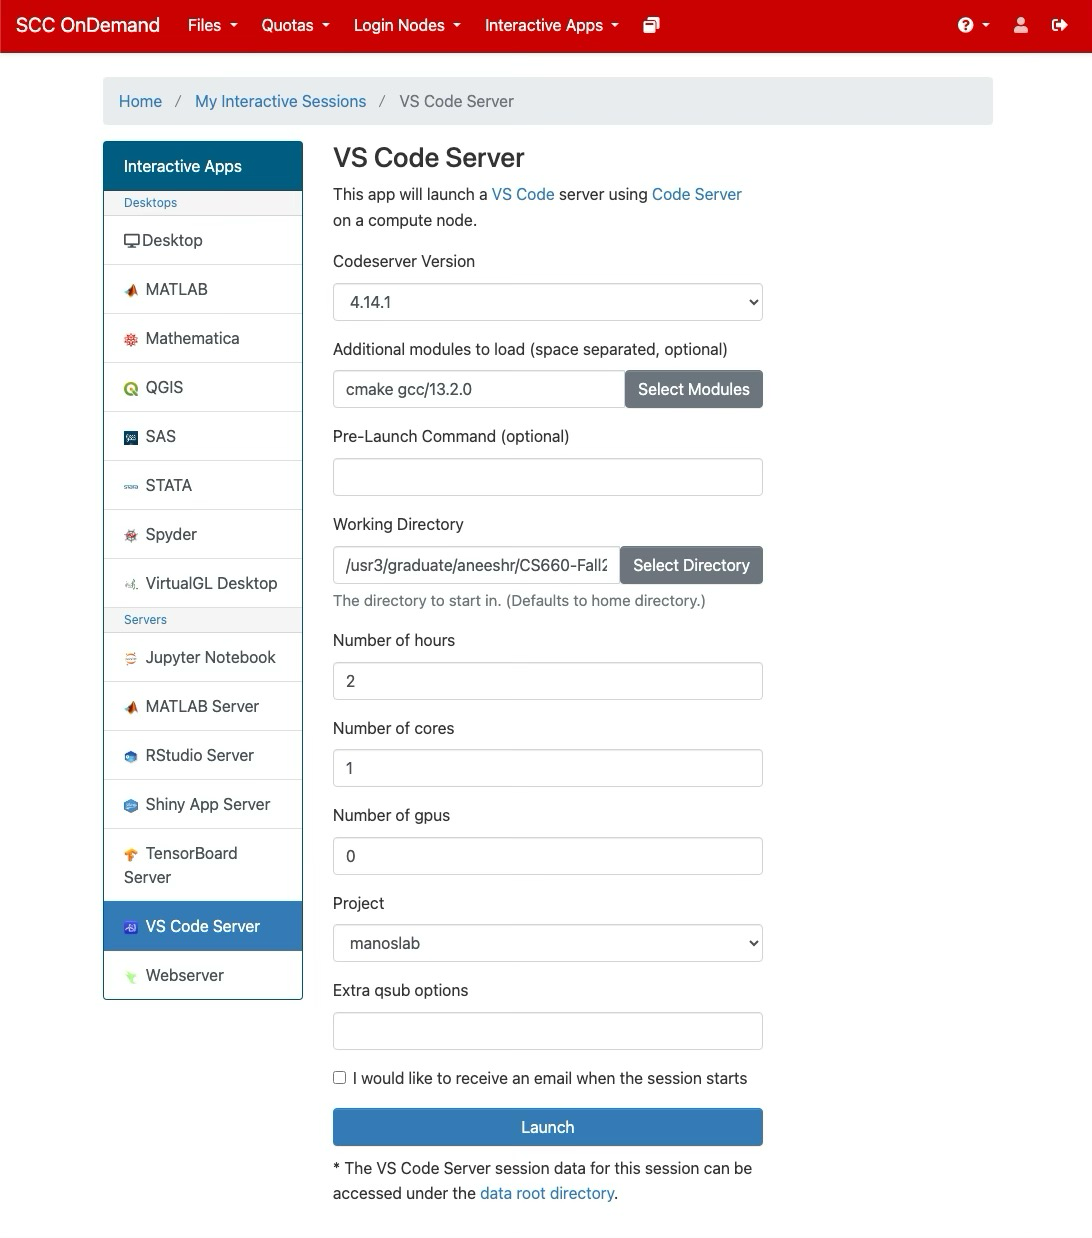 SCC OnDemand Files Quotas Login Nodes Interactive Apps
Home / My Interactive Sessions / VS Code Server
Interactive Apps
Desktops
Desktop
MATLAB
Mathematica
QGIS
SAS
STATA
Spyder
VirtualGL Desktop
Servers
Jupyter Notebook
MATLAB Server
RStudio Server
Shiny App Server
TensorBoard
Server
VS Code Server
Webserver
VS Code Server
This app will launch a VS Code server using Code Server
on a compute node.
Codeserver Version
4.14.1
Additional modules to load (space separated, optional)
cmake gcc/13.2.0 Select Modules
Pre-Launch Command (optional)
Working Directory
/usr3/graduate/aneeshr/CS660-Fall2 Select Directory
The directory to start in. (Defaults to home directory.)
Number of hours
2
Number of cores
1
Number of gpus
0
Project
manoslab
Extra qsub options
I would like to receive an email when the session starts
Launch
* The VS Code Server session data for this session can be
accessed under the data root directory.